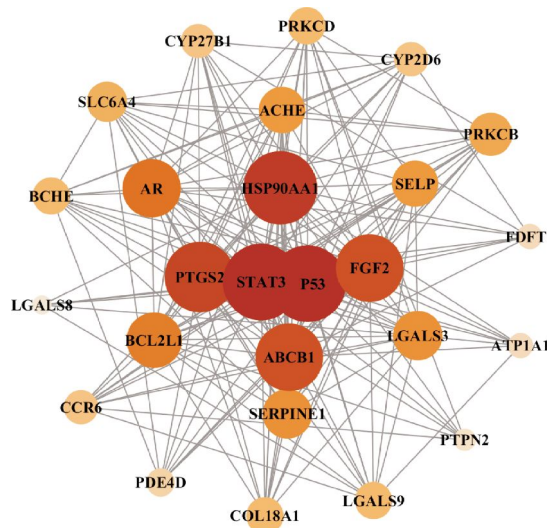 PRKCD
CYP27B1
CYP2D6
SLC6A4
ACHE
PRKCB
AR
HSP90AA1
SELP
BCHE
FDFT
PTGS2
STAT3
P53
FGF2
LGALS8
BCL2L1
LGALS3
ATP1A1
ABCB1
CCR6
SERPINE1
PTPN2
PDE4D
LGALS9
COL18A1